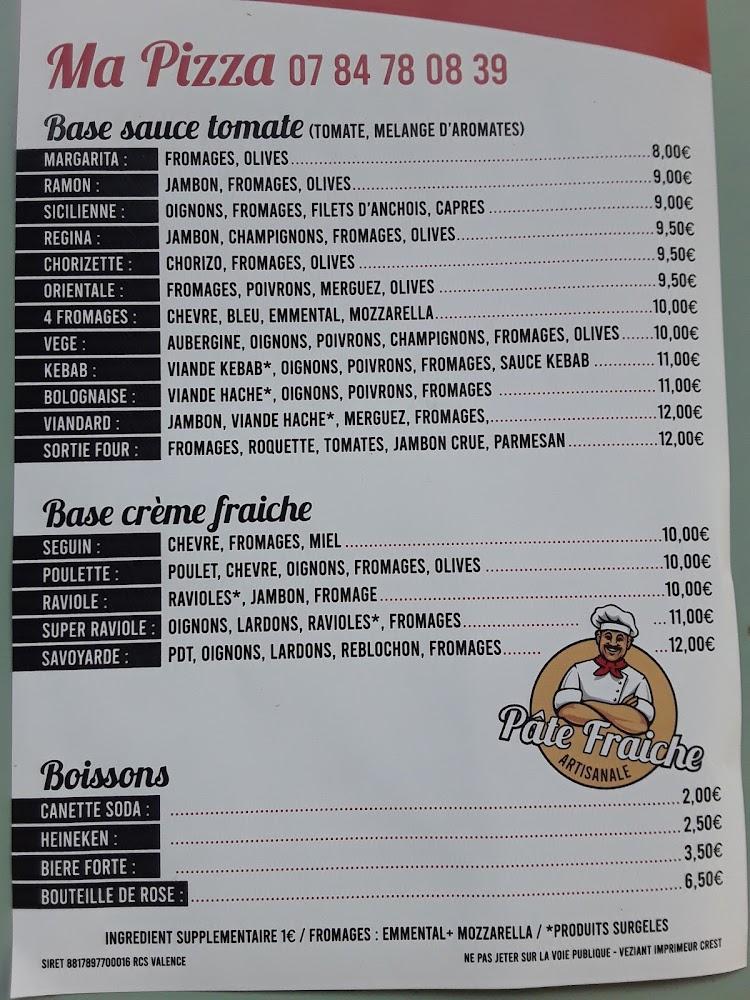 Ma Pizza 07 84 78 08 39
Base sauce tomate (TOMATE, MELANGE D'AROMATES)
MARGARITA : FROMAGES, OLIVES 8,00€
RAMON : JAMBON, FROMAGES, OLIVES 9,00€
SICILIENNE : OIGNONS, FROMAGES, FILETS D'ANCHOIS, CAPRES 9,00€
REGINA : JAMBON, CHAMPIGNONS, FROMAGES, OLIVES 9,50€
CHORIZETTE : CHORIZO, FROMAGES, OLIVES 9,50€
ORIENTALE : FROMAGES, POIVRONS, MERGUEZ, OLIVES 9,50€
4 FROMAGES : CHEVRE, BLEU, EMMENTAL, MOZZARELLA 10,00€
VEGE : AUBERGINE, OIGNONS, POIVRONS, CHAMPIGNONS, FROMAGES, OLIVES 10,00€
KEBAB : VIANDE KEBAB*, OIGNONS, POIVRONS, FROMAGES, SAUCE KEBAB 11,00€
BOLOGNAISE : VIANDE HACHE*, OIGNONS, POIVRONS, FROMAGES 11,00€
VIANDARD : JAMBON, VIANDE HACHE*, MERGUEZ, FROMAGES, 12,00€
SORTIE FOUR : FROMAGES, ROQUETTE, TOMATES, JAMBON CRUE, PARMESAN 12,00€
Base crème fraiche
SEGUIN : CHEVRE, FROMAGES, MIEL 10,00€
POULETTE : POULET, CHEVRE, OIGNONS, FROMAGES, OLIVES 10,00€
RAVIOLE : RAVIOLES*, JAMBON, FROMAGE 10,00€
SUPER RAVIOLE : OIGNONS, LARDONS, RAVIOLES*, FROMAGES 11,00€
SAVOYARDE : PDT, OIGNONS, LARDONS, REBLOCHON, FROMAGES 12,00€
Pâte Fraiche
ARTISANALE
Boissons
CANETTE SODA : 2,00€
HEINEKEN : 2,50€
BIERE FORTE : 3,50€
BOUTEILLE DE ROSE : 6,50€
INGREDIENT SUPPLEMENTAIRE 1€ / FROMAGES : EMMENTAL+ MOZZARELLA / *PRODUITS SURGELES
SIRET 8817897700016 RCS VALENCE
NE PAS JETER SUR LA VOIE PUBLIQUE - VEZIANT IMPRIMEUR CREST